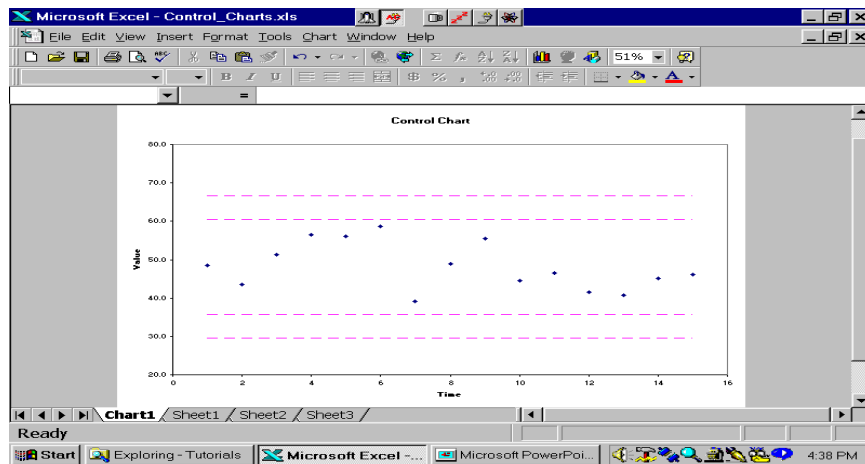 Microsoft Excel - Control_Charts.xls
File Edit View Insert Format Tools Chart Window Help
51%
B I U $ % ,
=
Control Chart
80.0
70.0
60.0
50.0
40.0
30.0
20.0
Value
0 2 4 6 8 10 12 14 16
Time
Chart1 / Sheet1 / Sheet2 / Sheet3 /
Ready
Start Exploring - Tutorials Microsoft Excel -... Microsoft PowerPoi... 4:38 PM